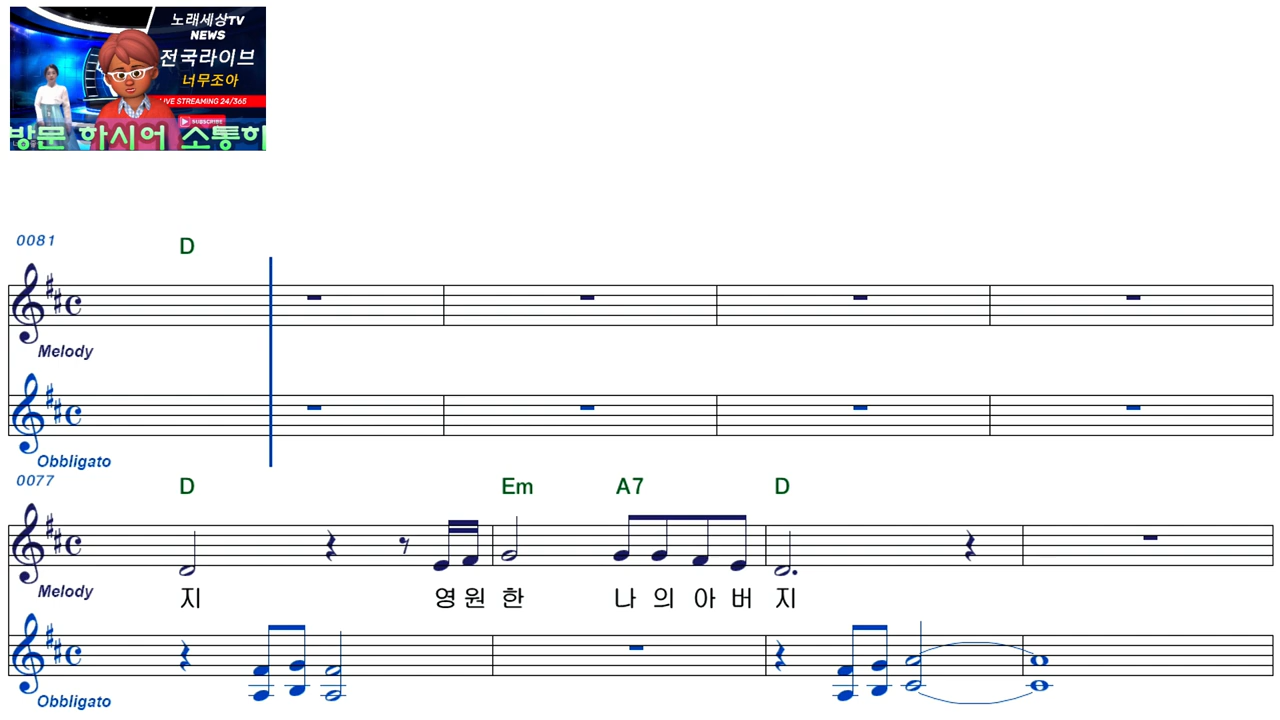 노래세상TV
NEWS
전국라이브
너무조아
LIVE STREAMING 24/365
SUBSCRIBE
방문 하시어 소통하
0081
D
Melody
Obbligato
0077
D Em A7 D
Melody
지 영원한 나의아버지
Obbligato